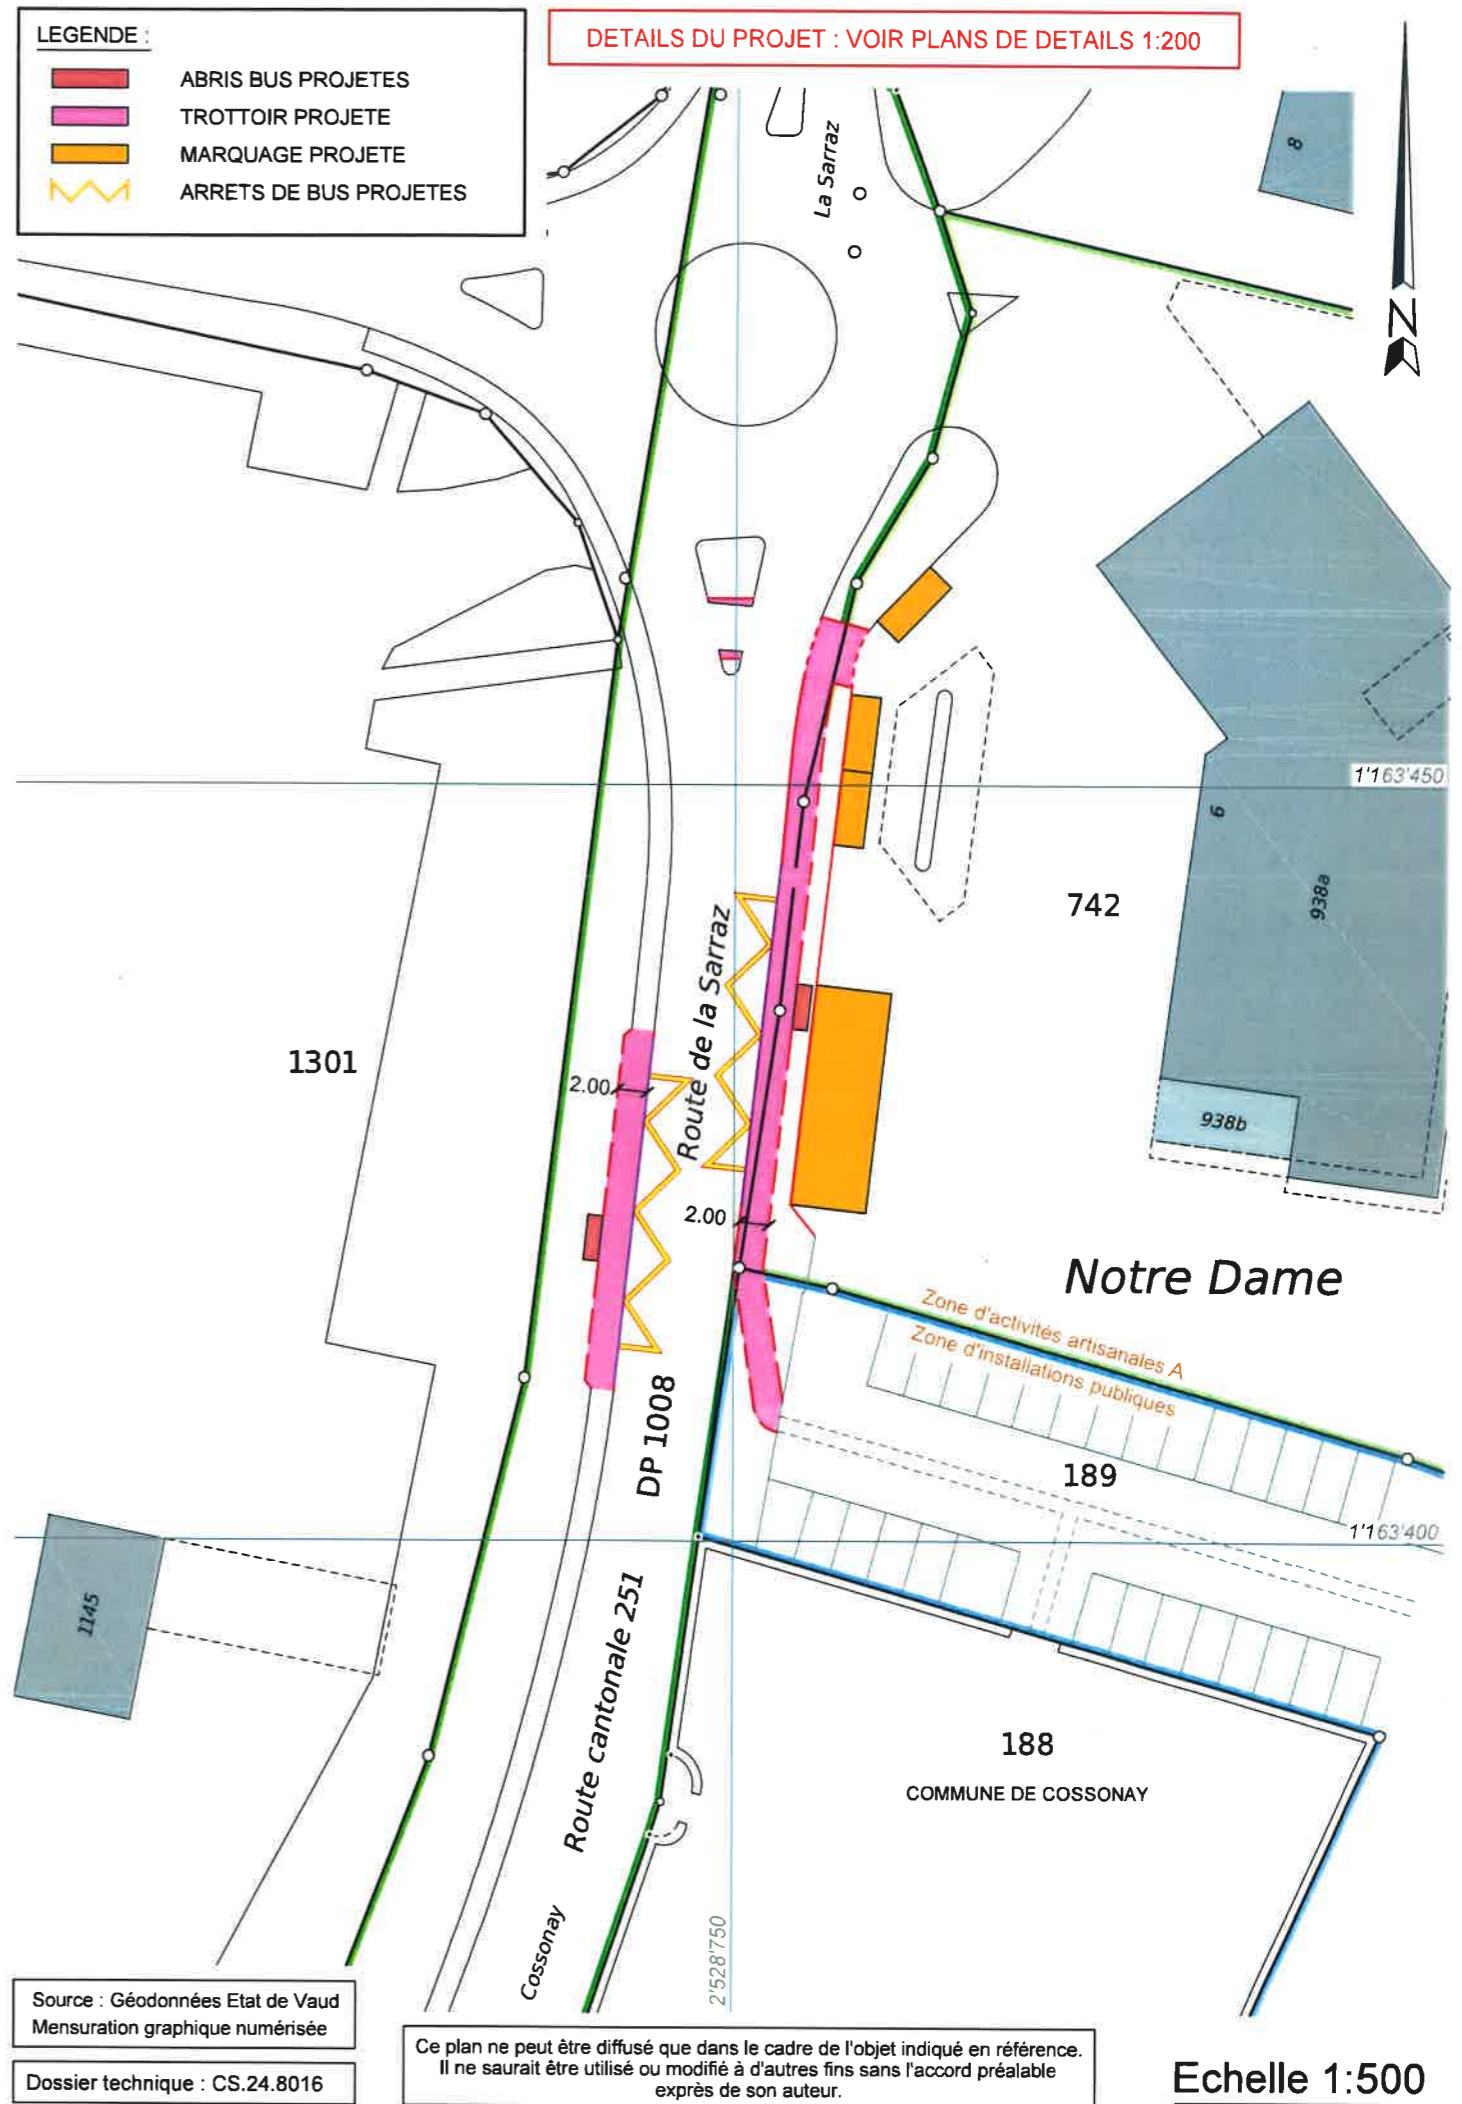 LEGENDE :
ABRIS BUS PROJETES
TROTTOIR PROJETE
MARQUAGE PROJETE
ARRETS DE BUS PROJETES
DETAILS DU PROJET : VOIR PLANS DE DETAILS 1:200
La Sarraz
8
N
1'163'450
9
938a
742
Route de la Sarraz
1301
2.00
938b
2.00
Notre Dame
Zone d'activités artisanales A
Zone d'installations publiques
DP 1008
189
1'163'400
1145
Route cantonale 251
188
COMMUNE DE COSSONAY
Cossonay
2'528'750
Source : Géodonnées Etat de Vaud
Mensuration graphique numérisée
Dossier technique : CS.24.8016
Ce plan ne peut être diffusé que dans le cadre de l'objet indiqué en référence.
Il ne saurait être utilisé ou modifié à d'autres fins sans l'accord préalable
exprès de son auteur.
Echelle 1:500